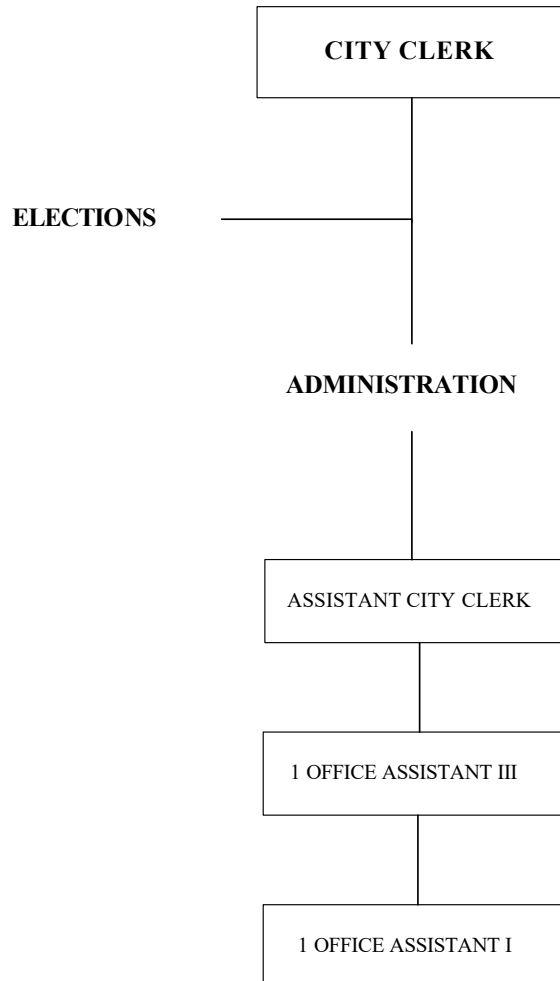 CITY CLERK
ELECTIONS
ADMINISTRATION
ASSISTANT CITY CLERK
1 OFFICE ASSISTANT III
1 OFFICE ASSISTANT I